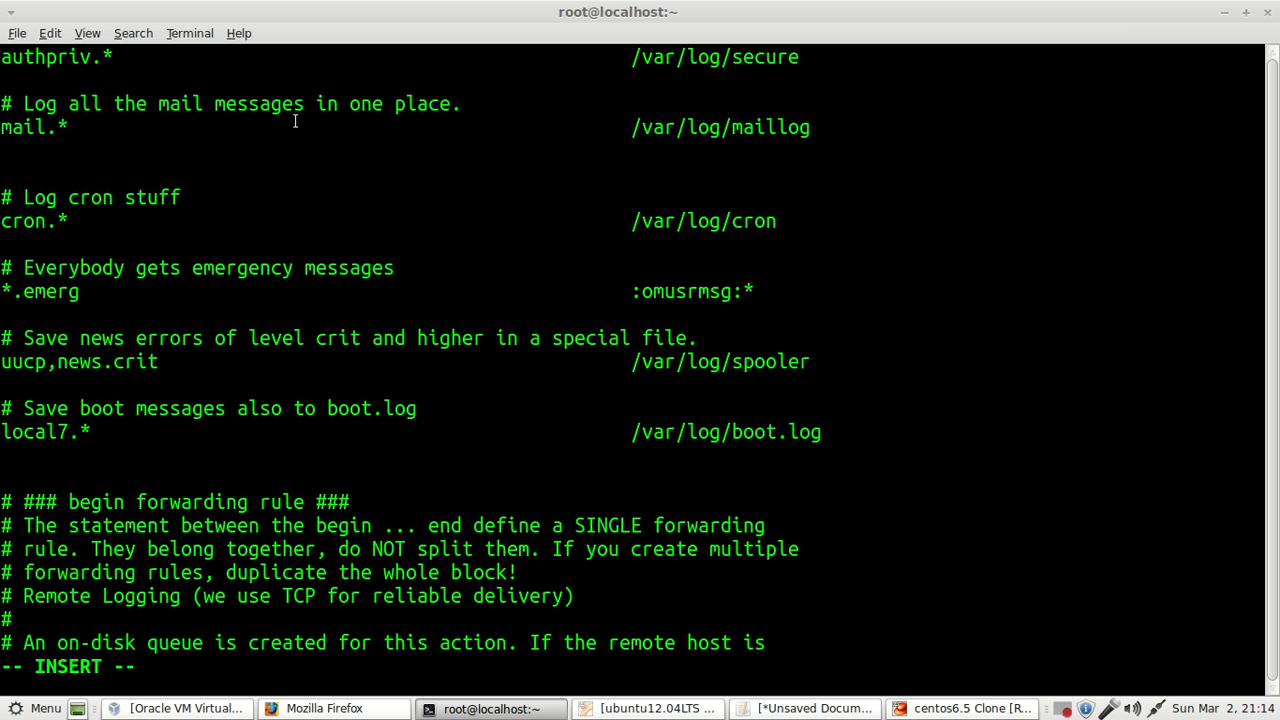 root@localhost:~
File Edit View Search Terminal Help
authpriv.* /var/log/secure
# Log all the mail messages in one place.
mail.* /var/log/maillog
# Log cron stuff
cron.* /var/log/cron
# Everybody gets emergency messages
*.emerg :omusrmsg:*
# Save news errors of level crit and higher in a special file.
uucp,news.crit /var/log/spooler
# Save boot messages also to boot.log
local7.* /var/log/boot.log
# ### begin forwarding rule ###
# The statement between the begin ... end define a SINGLE forwarding
# rule. They belong together, do NOT split them. If you create multiple
# forwarding rules, duplicate the whole block!
# Remote Logging (we use TCP for reliable delivery)
#
# An on-disk queue is created for this action. If the remote host is
-- INSERT --
Menu [Oracle VM Virtual... Mozilla Firefox root@localhost:~ [ubuntu12.04LTS ... [*Unsaved Docum... centos6.5 Clone [R... Sun Mar 2, 21:14